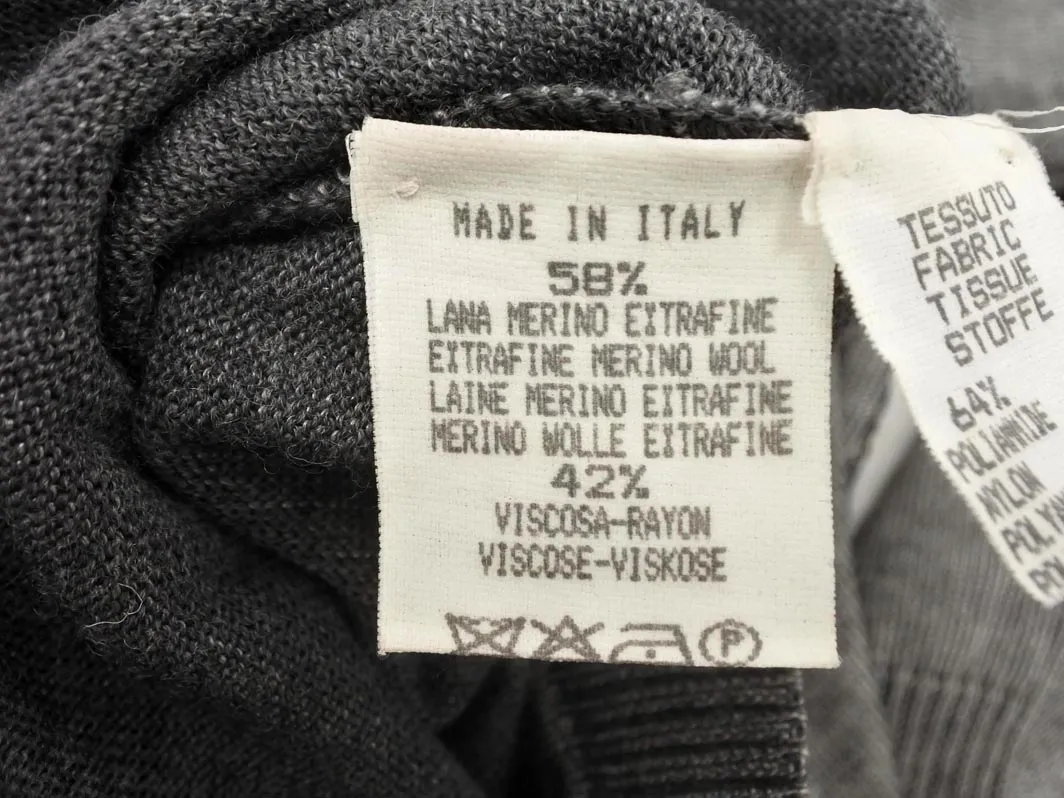 MADE IN ITALY
58%
LANA MERINO EXTRAFINE
EXTRAFINE MERINO WOOL
LAINE MERINO EXTRAFINE
MERINO WOLLE EXTRAFINE
42%
VISCOSA-RAYON
VISCOSE-VISKOSE
P
TESSUTO
FABRIC
TISSUE
STOFFE
64%
POLIAMMIDE
NYLON